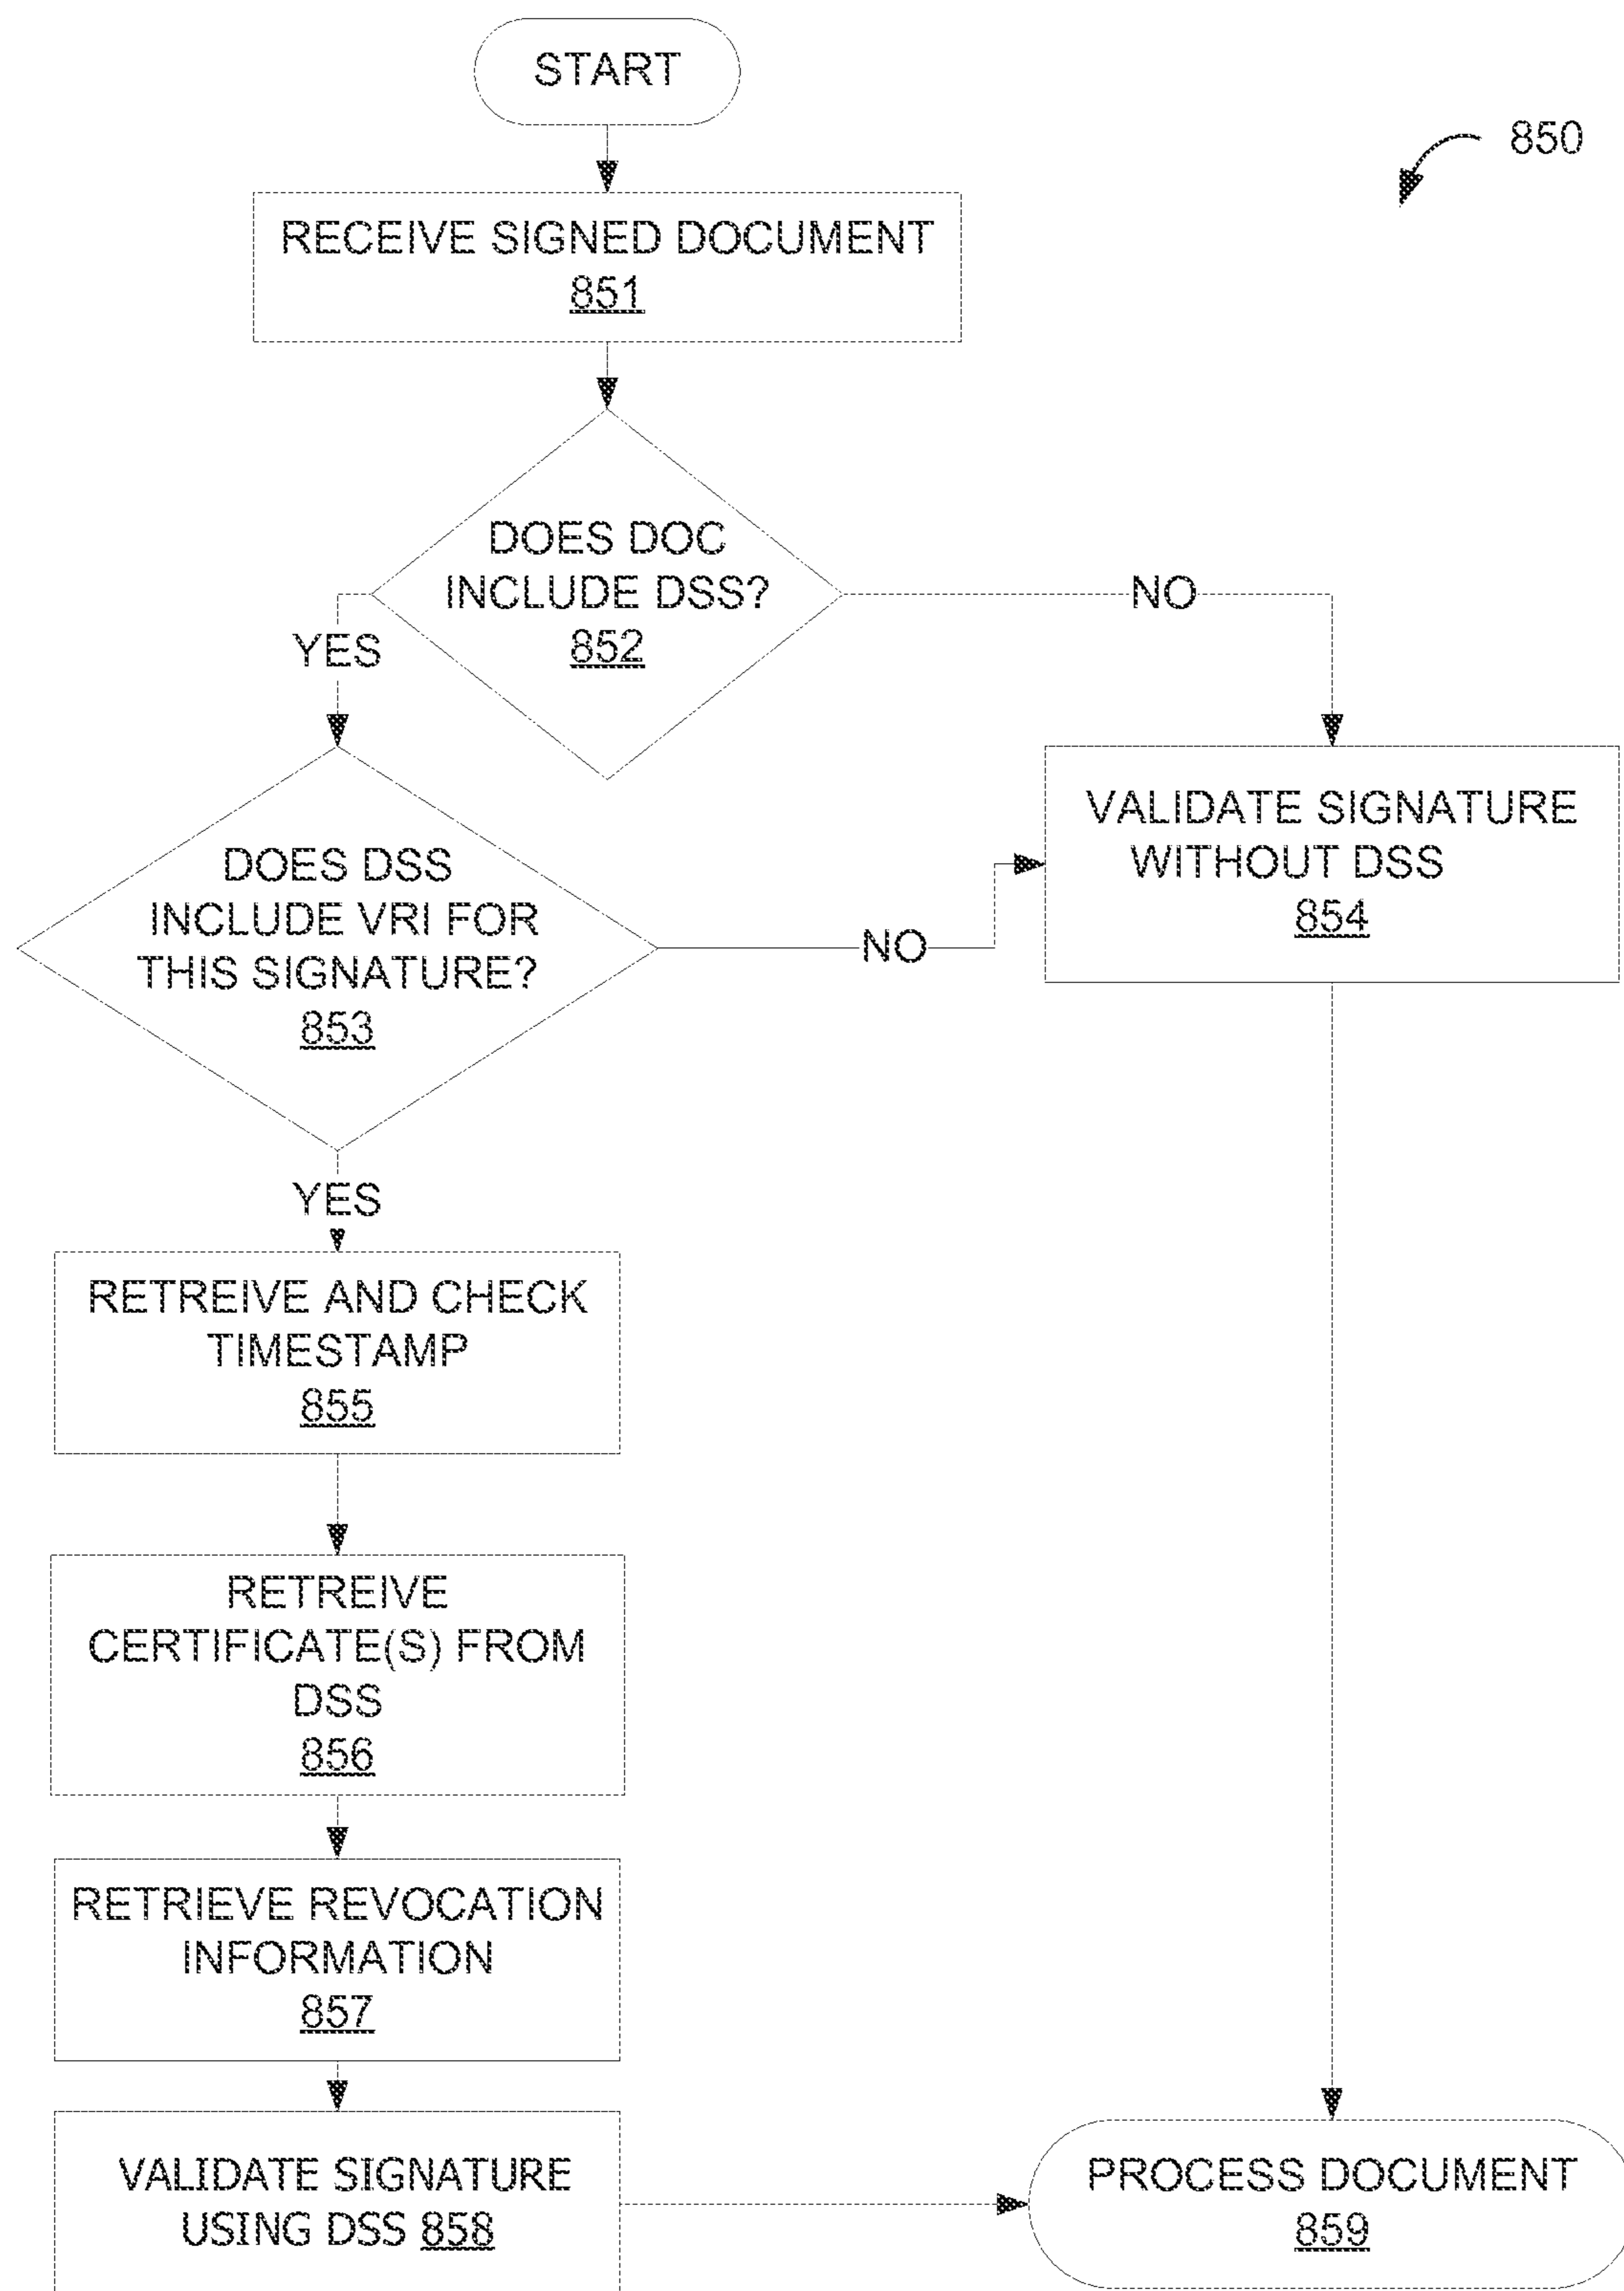 START
850
RECEIVE SIGNED DOCUMENT
851
DOES DOC
INCLUDE DSS?
852
NO
YES
DOES DSS
INCLUDE VRI FOR
THIS SIGNATURE?
853
NO
VALIDATE SIGNATURE
WITHOUT DSS
854
YES
RETREIVE AND CHECK
TIMESTAMP
855
RETREIVE
CERTIFICATE(S) FROM
DSS
856
RETRIEVE REVOCATION
INFORMATION
857
VALIDATE SIGNATURE
USING DSS 858
PROCESS DOCUMENT
859